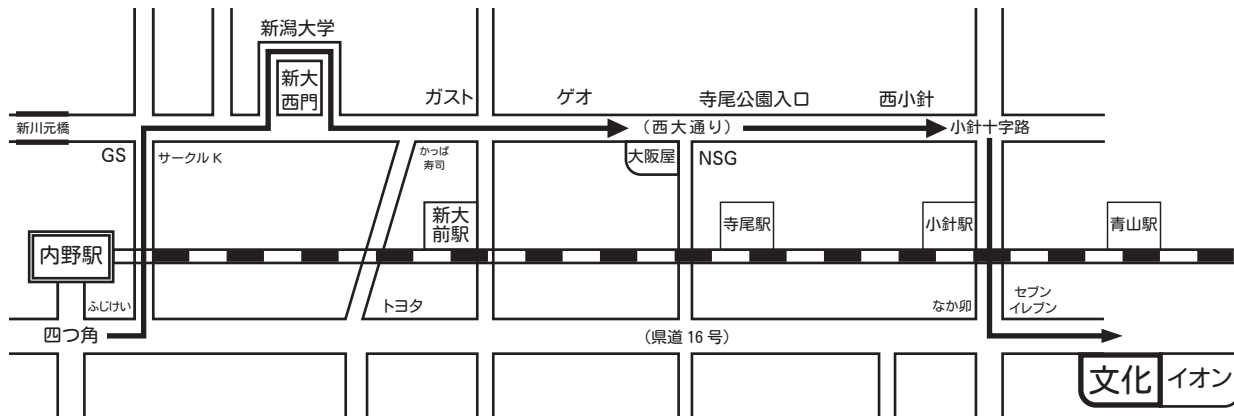 新潟大学
新大
西門
ガスト
ゲオ
寺尾公園入口
西小針
新川元橋
(西大通り)
小針十字路
GS
サークルK
かっぱ
寿司
大阪屋
NSG
新大
前駅
寺尾駅
小針駅
青山駅
内野駅
ふじけい
トヨタ
なか卯
セブン
イレブン
四つ角
(県道16号)
文化
イオン